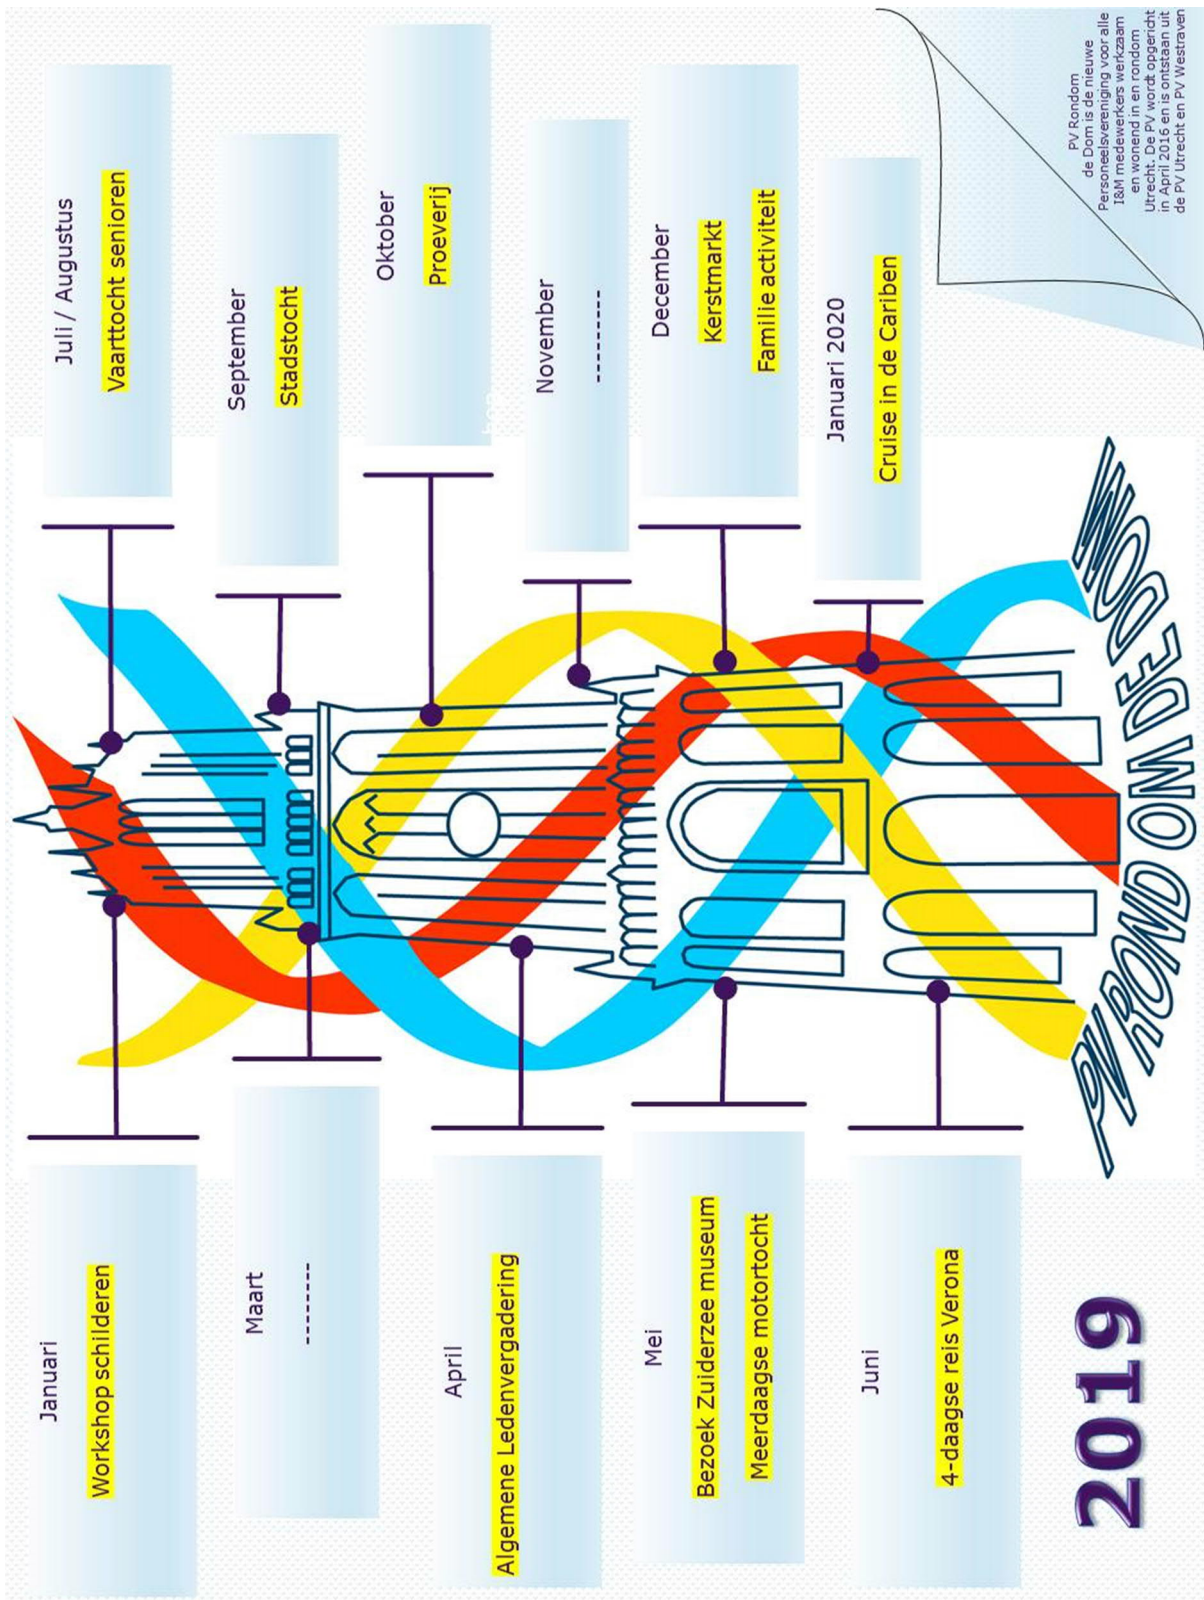 Januari
Workshop schilderen
Maart
---------
April
Algemene Ledenvergadering
Mei
Bezoek Zuiderzee museum
Meerdaagse motortocht
Juni
4-daagse reis Verona
2019
Juli / Augustus
Vaarttocht senioren
September
Stadstocht
Oktober
Proeverij
November
----------
December
Kerstmarkt
Familie activiteit
Januari 2020
Cruise in de Cariben
PV ROND OM DE DOM
PV Rondom
de Dom is de nieuwe
Personeelsvereniging voor alle
I&M medewerkers werkzaam
en wonend in en rondom
Utrecht. De PV wordt opgericht
in April 2016 en is ontstaan uit
de PV Utrecht en PV Westraven